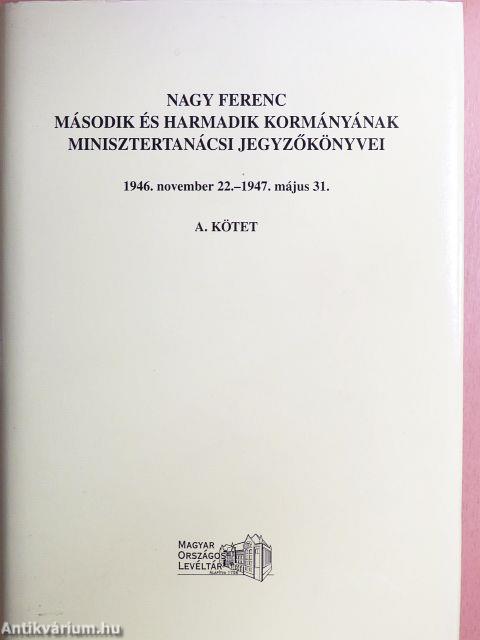 NAGY FERENC
MÁSODIK ÉS HARMADIK KORMÁNYÁNAK
MINISZTERTANÁCSI JEGYZŐKÖNYVEI
1946. november 22.–1947. május 31.
A. KÖTET
MAGYAR
ORSZÁGOS
LEVÉLTÁR
Antikvárium.hu